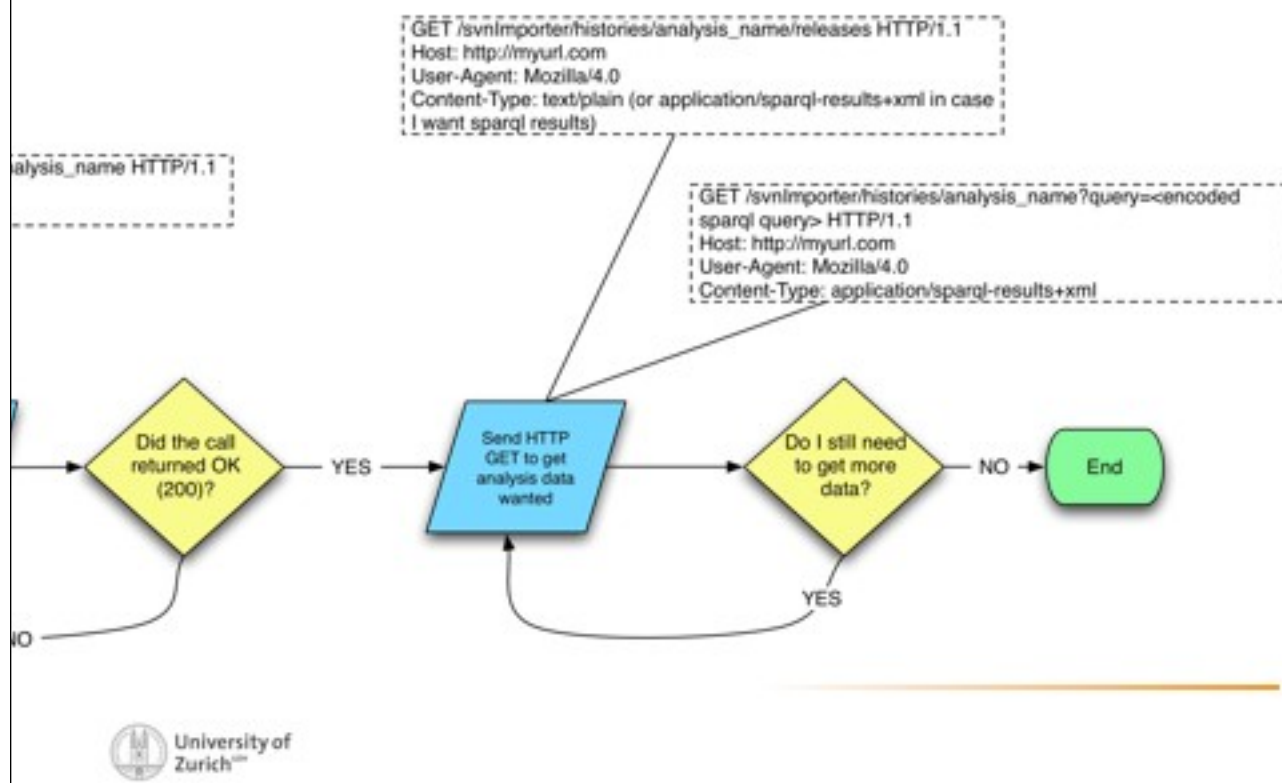 GET /svnImporter/histories/analysis_name/releases HTTP/1.1
Host: http://myurl.com
User-Agent: Mozilla/4.0
Content-Type: text/plain (or application/sparql-results+xml in case
I want sparql results)
alysis_name HTTP/1.1
GET /svnImporter/histories/analysis_name?query=<encoded
sparql query> HTTP/1.1
Host: http://myurl.com
User-Agent: Mozilla/4.0
Content-Type: application/sparql-results+xml
Did the call
returned OK
(200)?
YES
Send HTTP
GET to get
analysis data
wanted
Do I still need
to get more
data?
NO
End
YES
NO
University of
Zurich